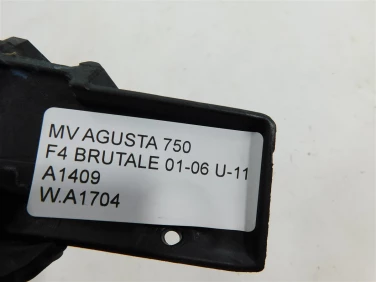 MV AGUSTA 750
F4 BRUTALE 01-06 U-11
A1409
W.A1704